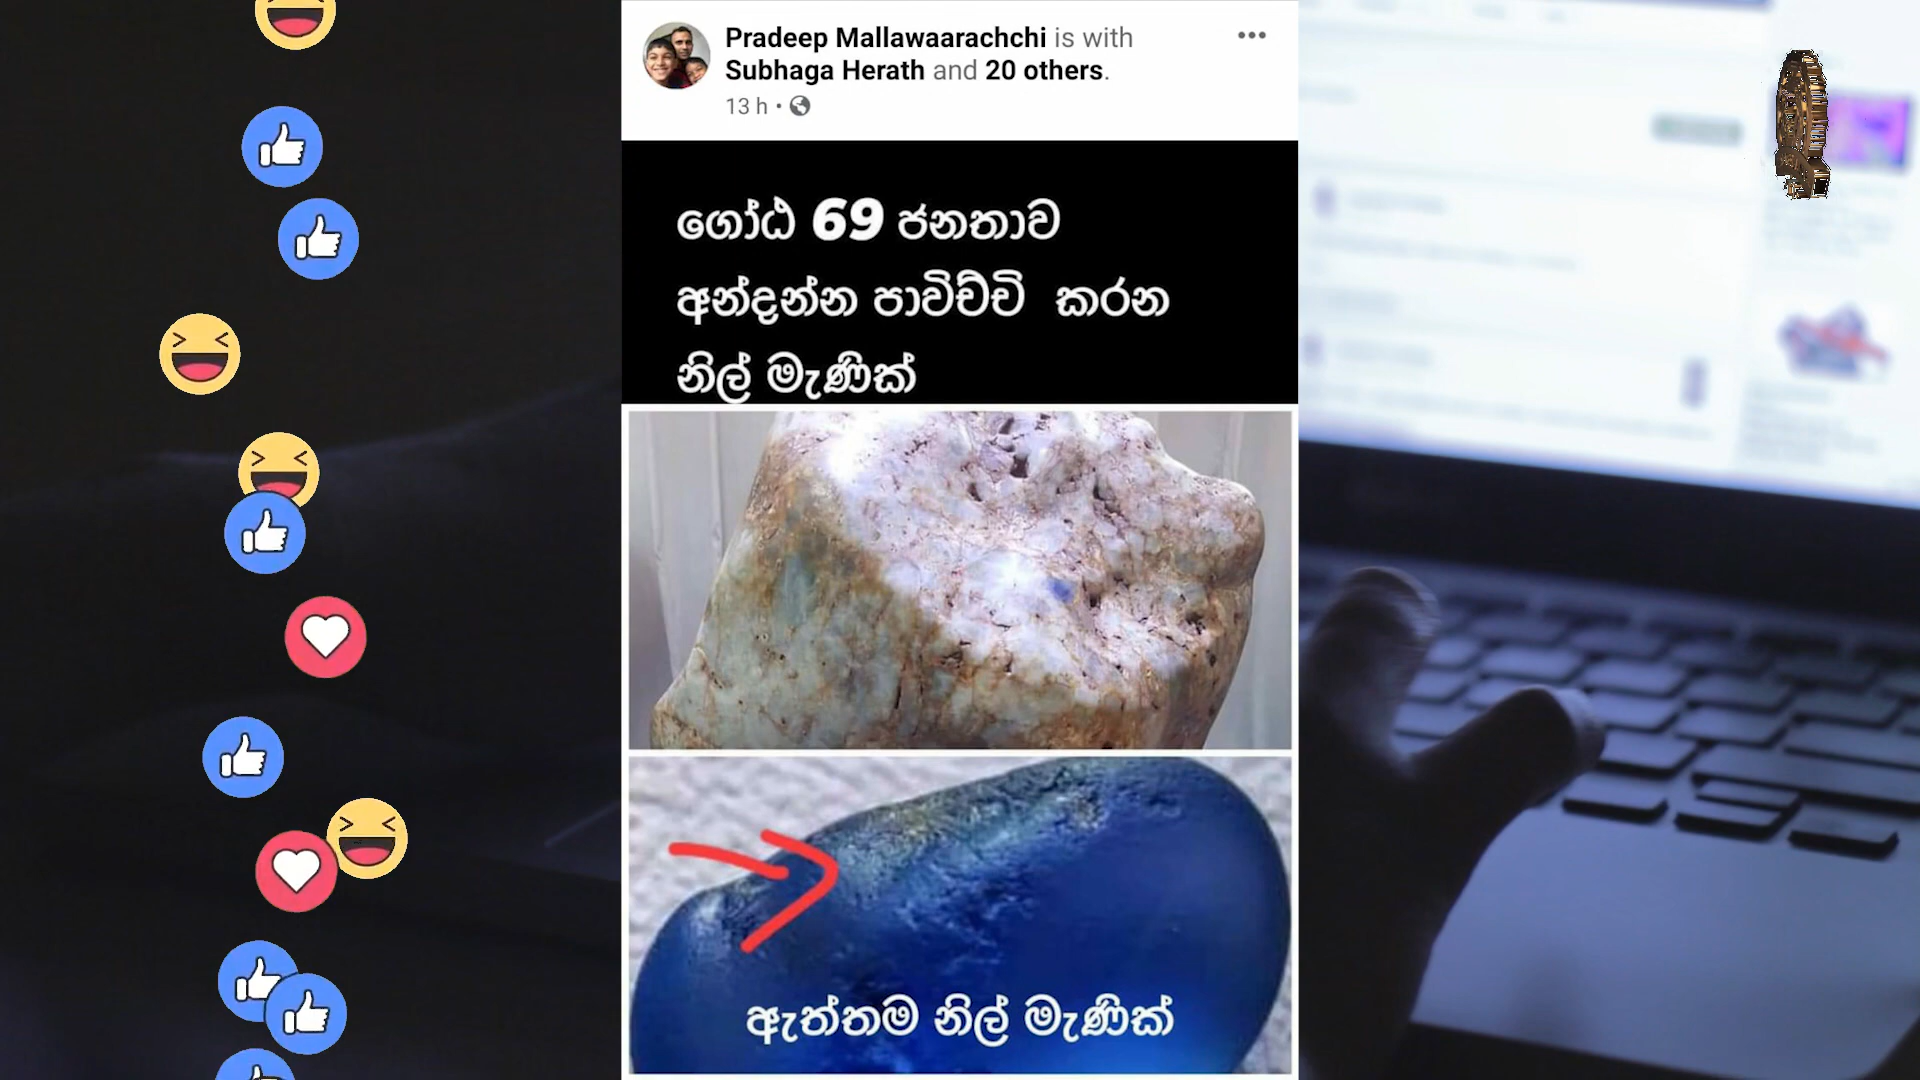 Pradeep Mallawaarachchi is with
Subhaga Herath and 20 others.
13 h •
ගෝඨ 69 ජනතාව
අන්දන්න පාවිච්චි කරන
නිල් මැණික්
ඇත්තම නිල් මැණික්